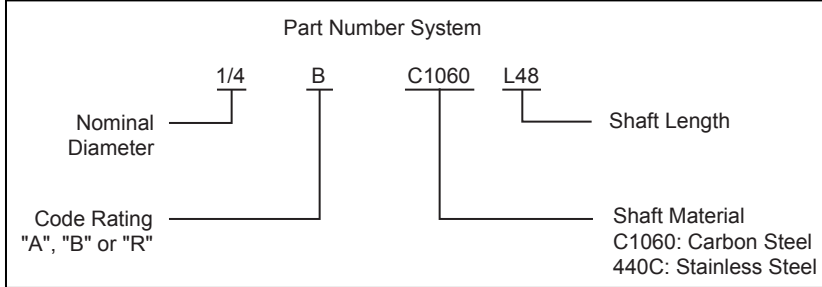 Part Number System
1/4 B C1060 L48
Nominal
Diameter
Shaft Length
Code Rating
"A", "B" or "R"
Shaft Material
C1060: Carbon Steel
440C: Stainless Steel